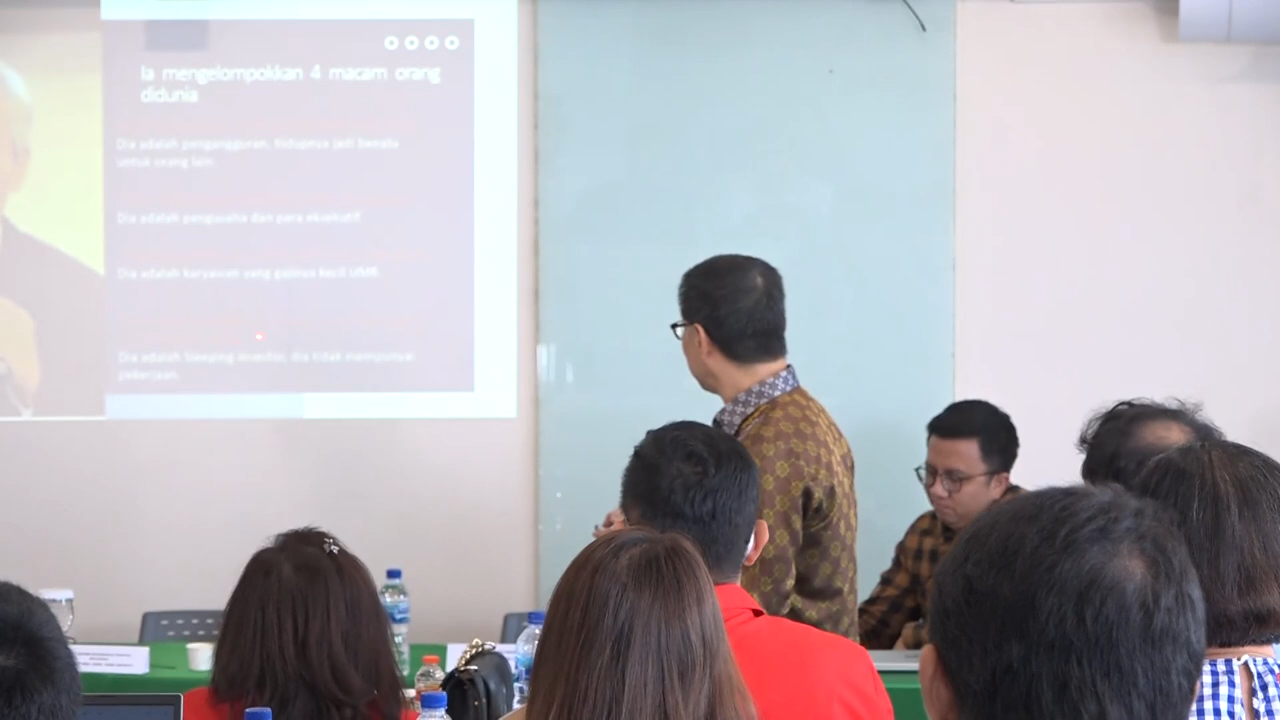 Ia mengelompokkan 4 macam orang
didunia
Dia adalah pengangguran, hidupnya jadi benalu
untuk orang lain
Dia adalah pengusaha dan para eksekutif
Dia adalah karyawan yang gajinya kecil UMR
Dia adalah sleeping investor, dia tidak mempunyai
pekerjaan